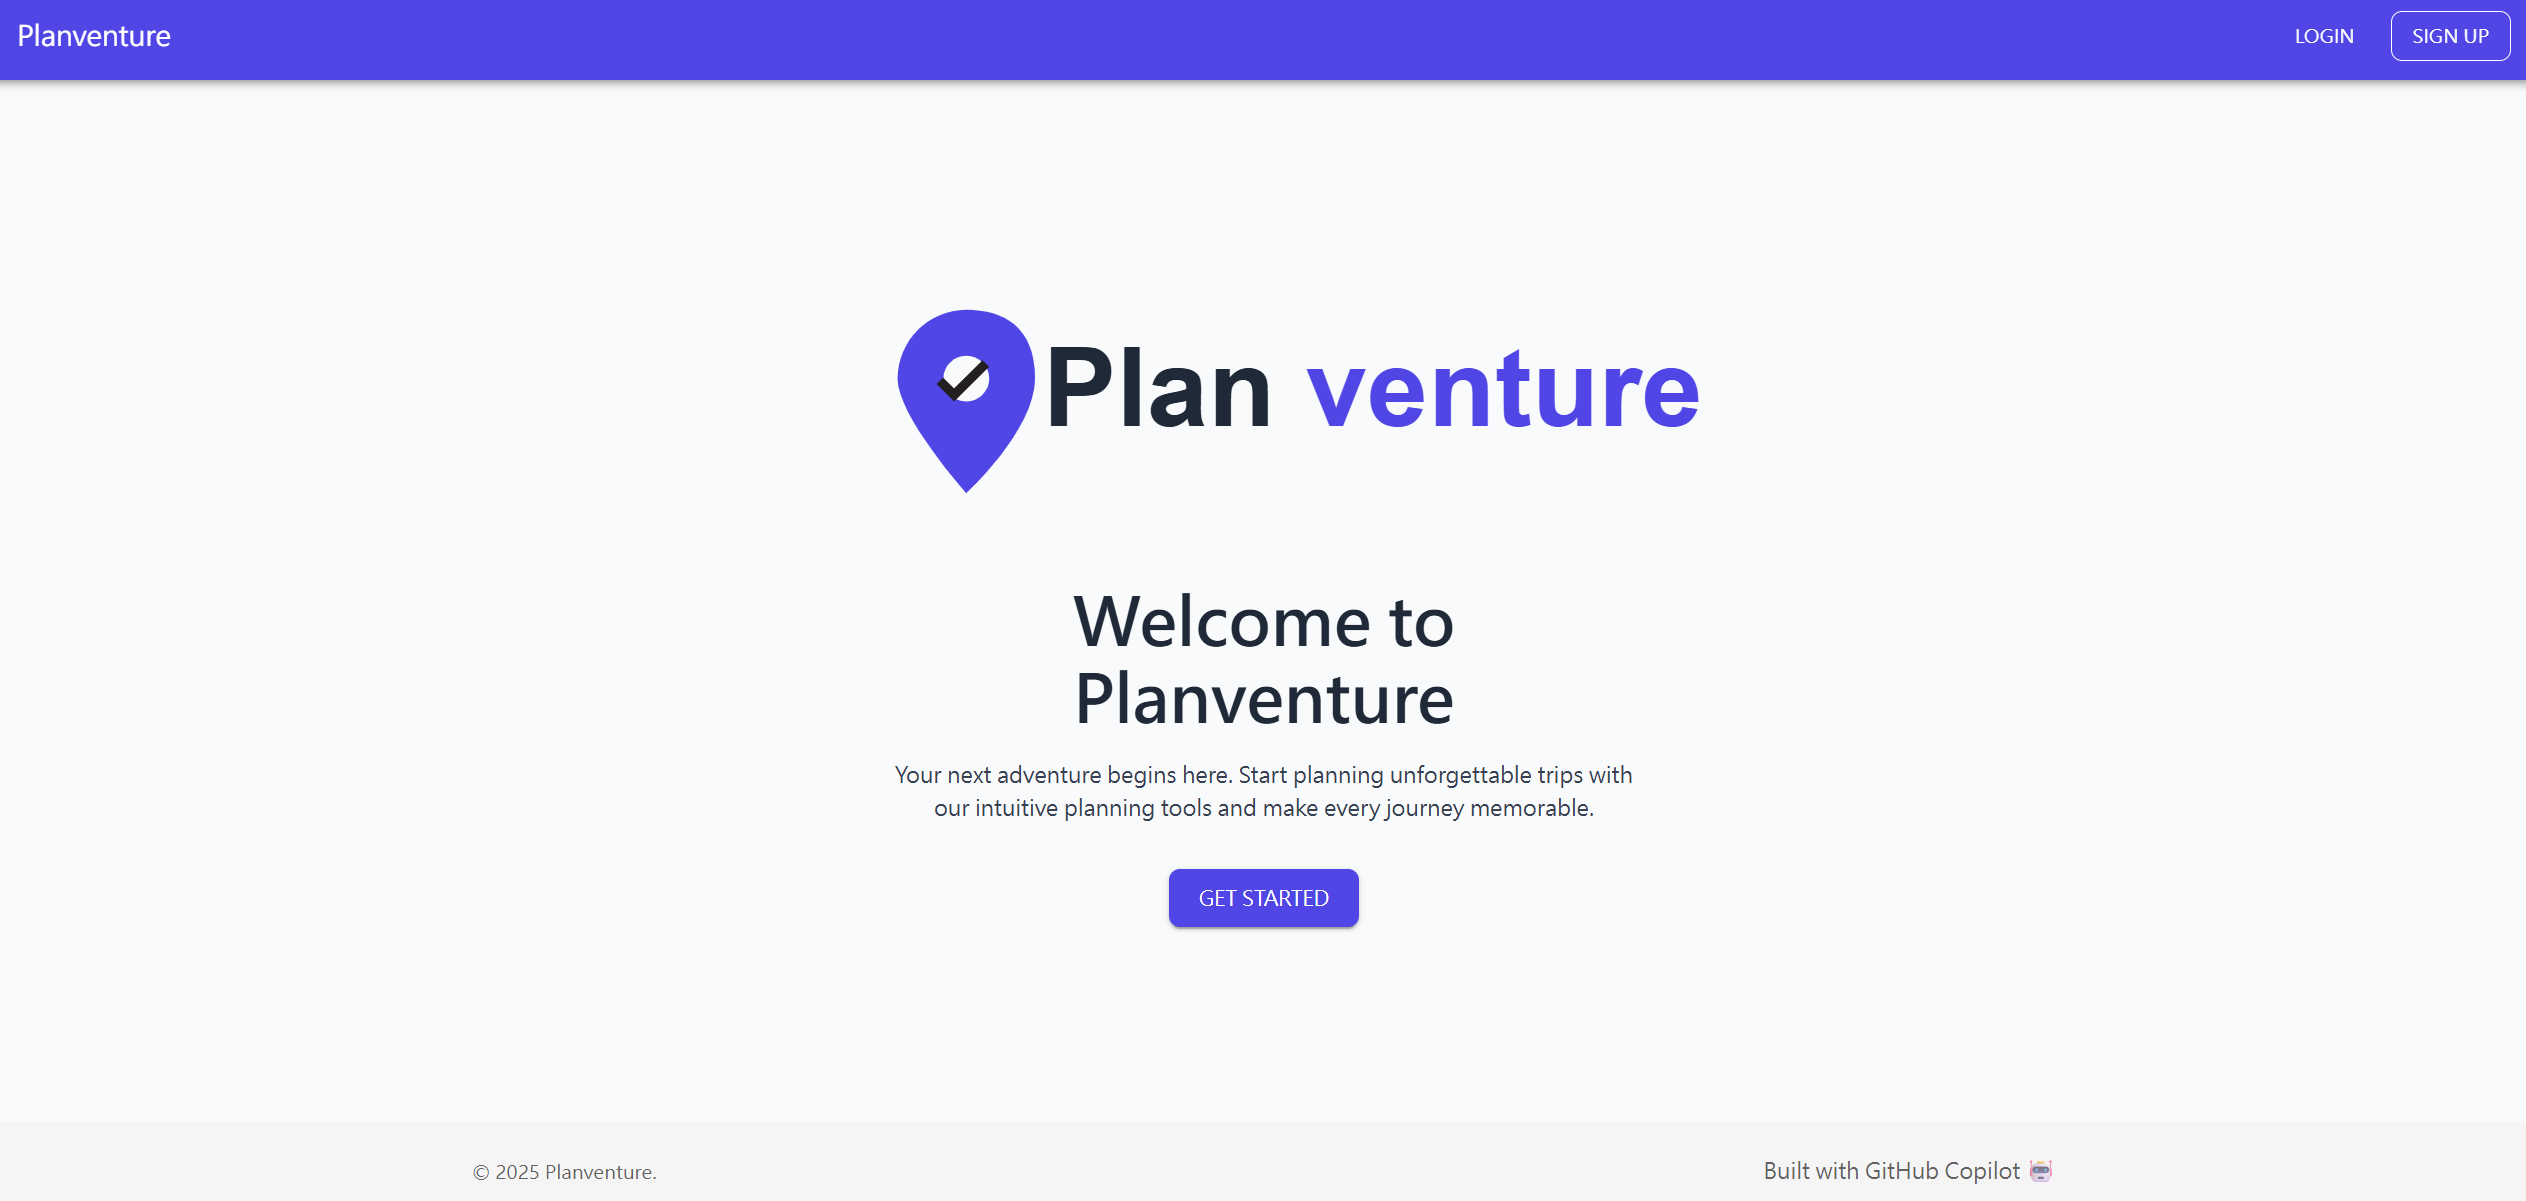 Planventure
LOGIN
SIGN UP
Plan venture
Welcome to
Planventure
Your next adventure begins here. Start planning unforgettable trips with
our intuitive planning tools and make every journey memorable.
GET STARTED
© 2025 Planventure.
Built with GitHub Copilot